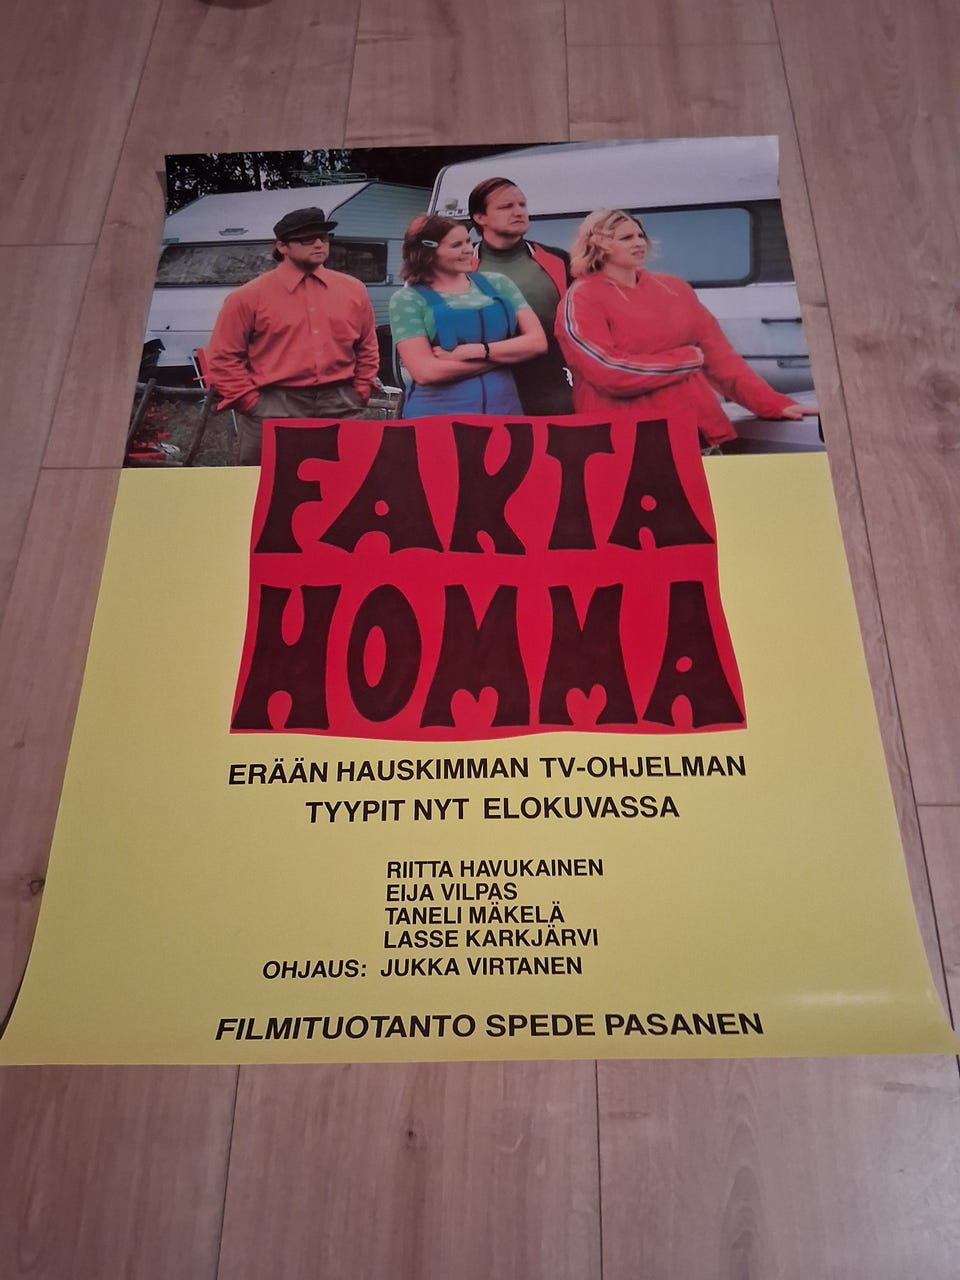 FAKTA
HOMMA
ERÄÄN HAUSKIMMAN TV-OHJELMAN
TYYPIT NYT ELOKUVASSA
RIITTA HAVUKAINEN
EIJA VILPAS
TANELI MÄKELÄ
LASSE KARKJÄRVI
OHJAUS: JUKKA VIRTANEN
FILMITUOTANTO SPEDE PASANEN